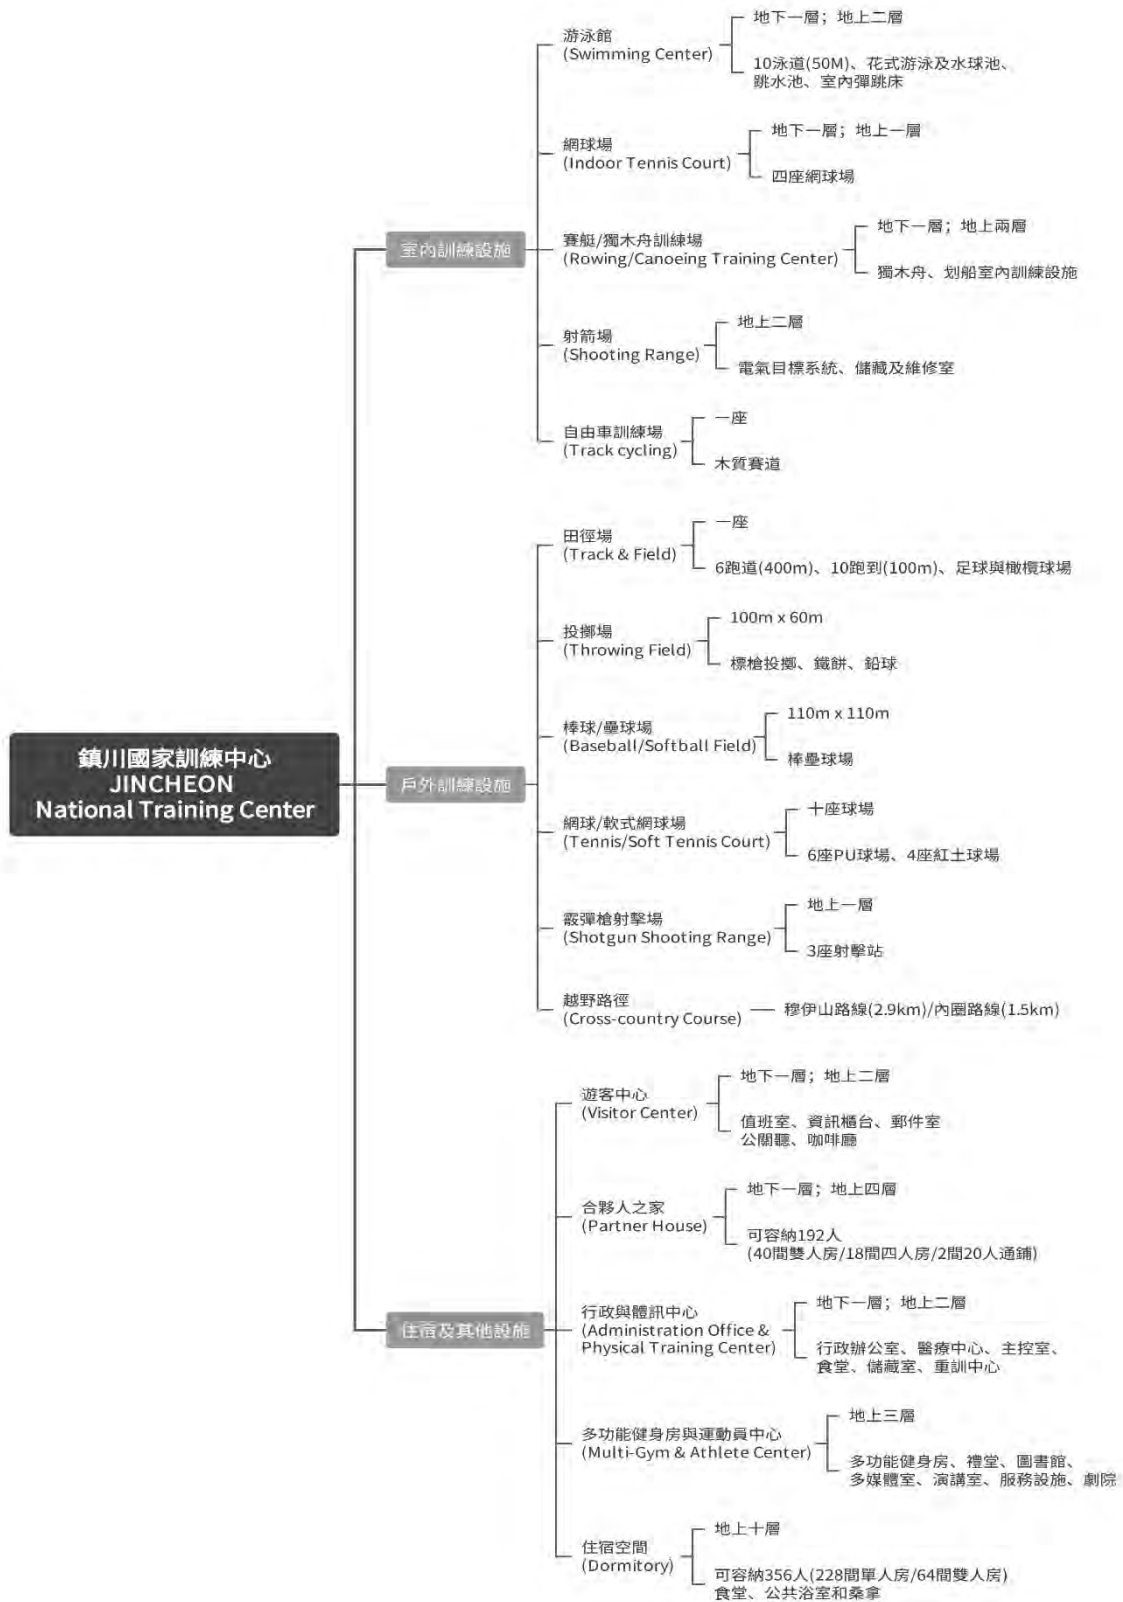 鎮川國家訓練中心
JINCHEON
National Training Center
室內訓練設施
游泳館
(Swimming Center)
地下一層；地上二層
10泳道(50M)、花式游泳及水球池、
跳水池、室內彈跳床
網球場
(Indoor Tennis Court)
地下一層；地上一層
四座網球場
賽艇/獨木舟訓練場
(Rowing/Canoeing Training Center)
地下一層；地上兩層
獨木舟、划船室內訓練設施
射箭場
(Shooting Range)
地上二層
電氣目標系統、儲藏及維修室
自由車訓練場
(Track cycling)
一座
木質賽道
戶外訓練設施
田徑場
(Track & Field)
一座
6跑道(400m)、10跑到(100m)、足球與橄欖球場
投擲場
(Throwing Field)
100m x 60m
標槍投擲、鐵餅、鉛球
棒球/壘球場
(Baseball/Softball Field)
110m x 110m
棒壘球場
網球/軟式網球場
(Tennis/Soft Tennis Court)
十座球場
6座PU球場、4座紅土球場
霰彈槍射擊場
(Shotgun Shooting Range)
地上一層
3座射擊站
越野路徑
(Cross-country Course)
穆伊山路線(2.9km)/內圈路線(1.5km)
住宿及其他設施
遊客中心
(Visitor Center)
地下一層；地上二層
值班室、資訊櫃台、郵件室
公關聽、咖啡廳
合夥人之家
(Partner House)
地下一層；地上四層
可容納192人
(40間雙人房/18間四人房/2間20人通鋪)
行政與體訊中心
(Administration Office &
Physical Training Center)
地下一層；地上二層
行政辦公室、醫療中心、主控室、
食堂、儲藏室、重訓中心
多功能健身房與運動員中心
(Multi-Gym & Athlete Center)
地上三層
多功能健身房、禮堂、圖書館、
多媒體室、演講室、服務設施、劇院
住宿空間
(Dormitory)
地上十層
可容納356人(228間單人房/64間雙人房)
食堂、公共浴室和桑拿